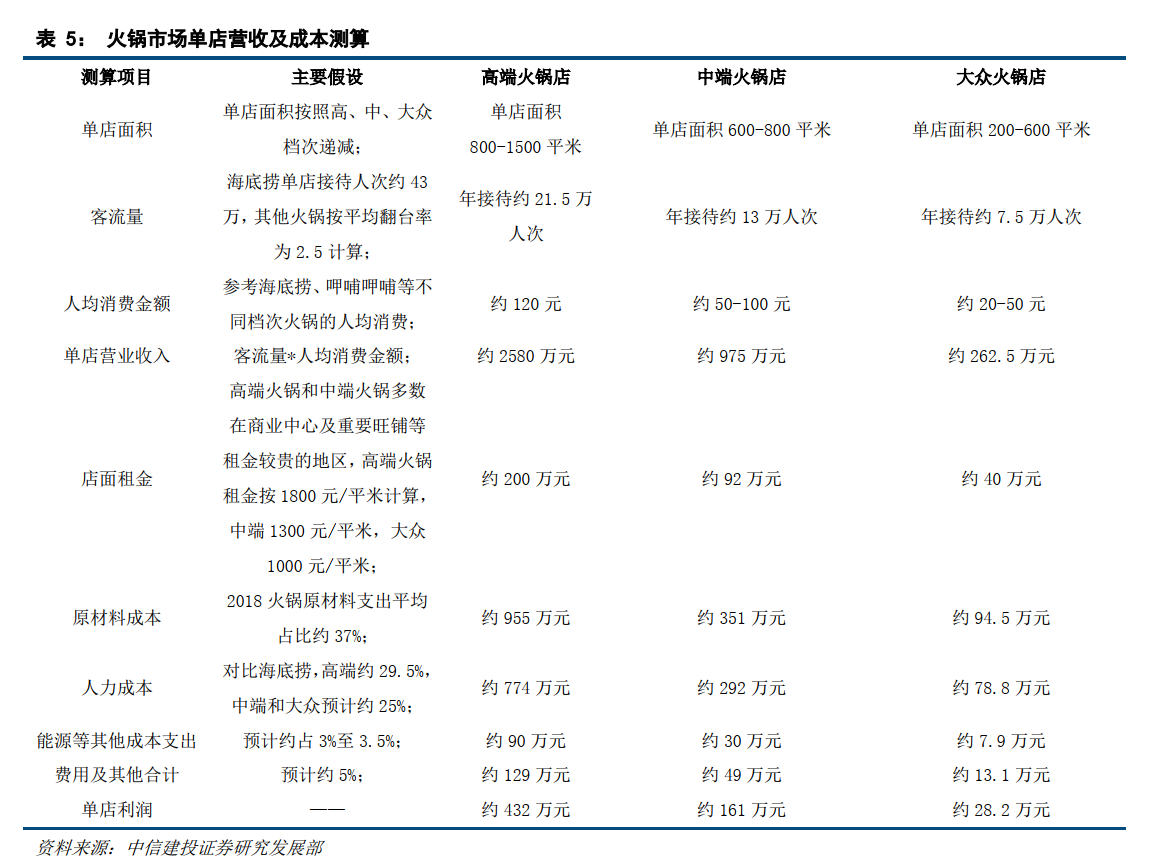 表 5： 火锅市场单店营收及成本测算
测算项目 主要假设 高端火锅店 中端火锅店 大众火锅店
单店面积
单店面积按照高、中、大众
档次递减；
单店面积
800-1500 平米
单店面积 600-800 平米
单店面积 200-600 平米
客流量
海底捞单店接待人次约 43
万，其他火锅按平均翻台率
为 2.5 计算；
年接待约 21.5 万
人次
年接待约 13 万人次
年接待约 7.5 万人次
人均消费金额
参考海底捞、呷哺呷哺等不
同档次火锅的人均消费；
约 120 元
约 50-100 元
约 20-50 元
单店营业收入 客流量*人均消费金额； 约 2580 万元 约 975 万元 约 262.5 万元
店面租金
高端火锅和中端火锅多数
在商业中心及重要旺铺等
租金较贵的地区，高端火锅
租金按 1800 元/平米计算，
中端 1300 元/平米，大众
1000 元/平米；
约 200 万元
约 92 万元
约 40 万元
原材料成本
2018 火锅原材料支出平均
占比约 37%；
约 955 万元
约 351 万元
约 94.5 万元
人力成本
对比海底捞，高端约 29.5%，
中端和大众预计约 25%；
约 774 万元
约 292 万元
约 78.8 万元
能源等其他成本支出 预计约占 3%至 3.5%； 约 90 万元 约 30 万元 约 7.9 万元
费用及其他合计 预计约 5%； 约 129 万元 约 49 万元 约 13.1 万元
单店利润 —— 约 432 万元 约 161 万元 约 28.2 万元
资料来源：中信建投证券研究发展部